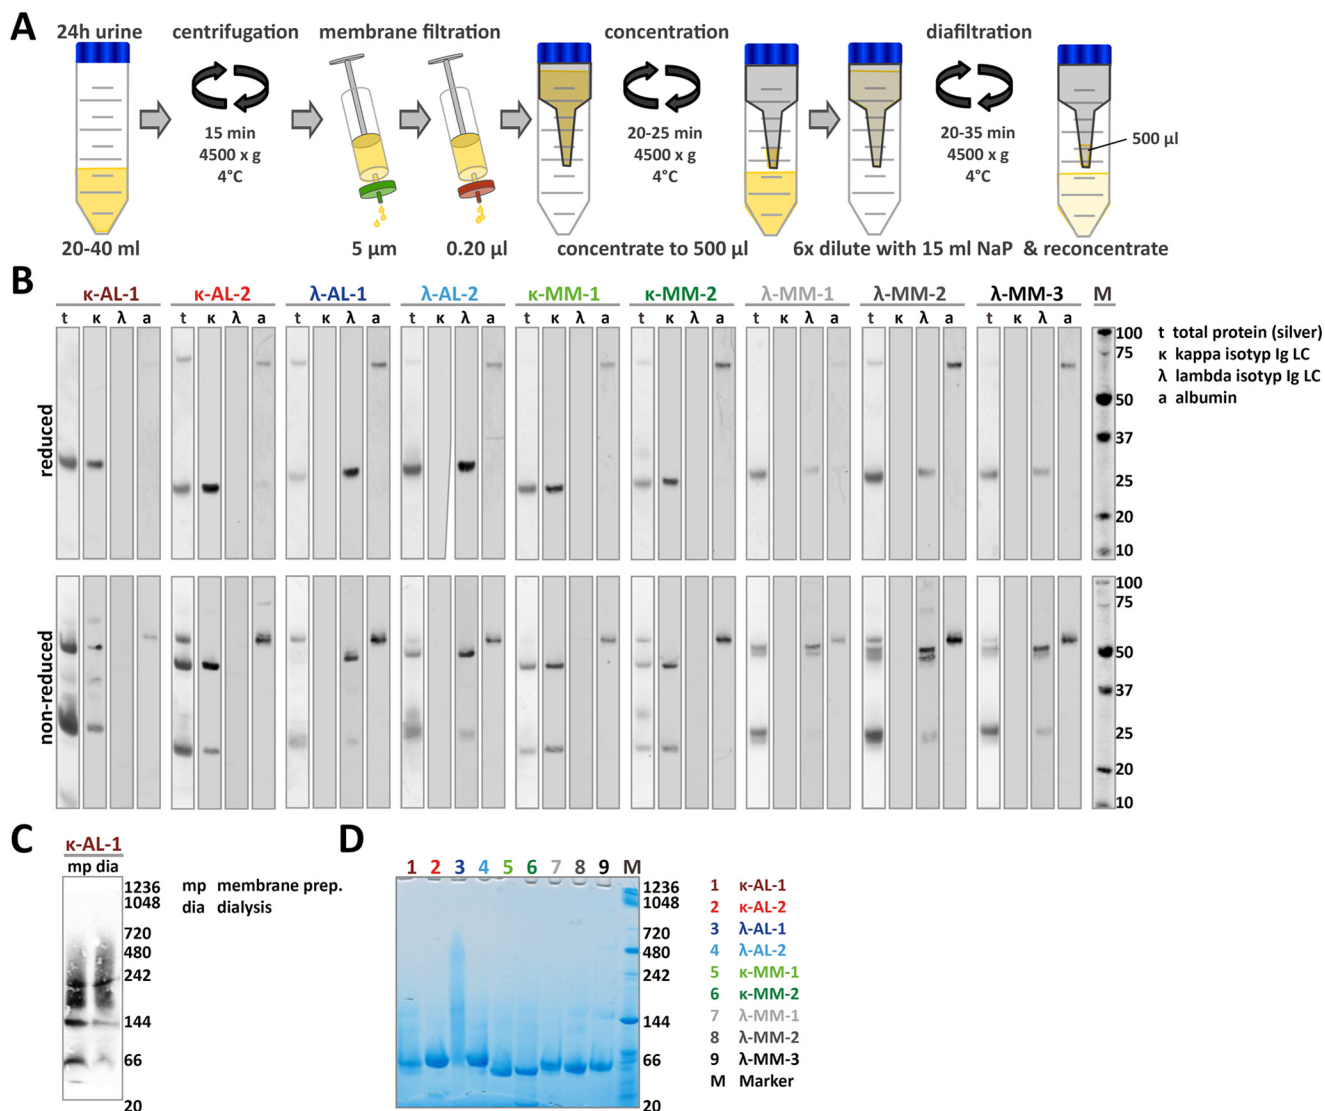 A
24h urine centrifugation membrane filtration concentration diafiltration
15 min
4500 x g
4°C
20-25 min
4500 x g
4°C
20-35 min
4500 x g
4°C
500 µl
20-40 ml 5 µm 0.20 µl concentrate to 500 µl 6x dilute with 15 ml NaP & reconcentrate
B
κ-AL-1 κ-AL-2 λ-AL-1 λ-AL-2 κ-MM-1 κ-MM-2 λ-MM-1 λ-MM-2 λ-MM-3 M
t κ λ a t κ λ a t κ λ a t κ λ a t κ λ a t κ λ a t κ λ a t κ λ a t κ λ a
reduced
100
75
50
37
25
20
10
t total protein (silver)
κ kappa isotyp Ig LC
λ lambda isotyp Ig LC
a albumin
non-reduced
100
75
50
37
25
20
10
C
κ-AL-1
mp dia
1236
1048
720
480
242
144
66
20
mp membrane prep.
dia dialysis
D
1 2 3 4 5 6 7 8 9 M
1236
1048
720
480
242
144
66
20
1 κ-AL-1
2 κ-AL-2
3 λ-AL-1
4 λ-AL-2
5 κ-MM-1
6 κ-MM-2
7 λ-MM-1
8 λ-MM-2
9 λ-MM-3
M Marker